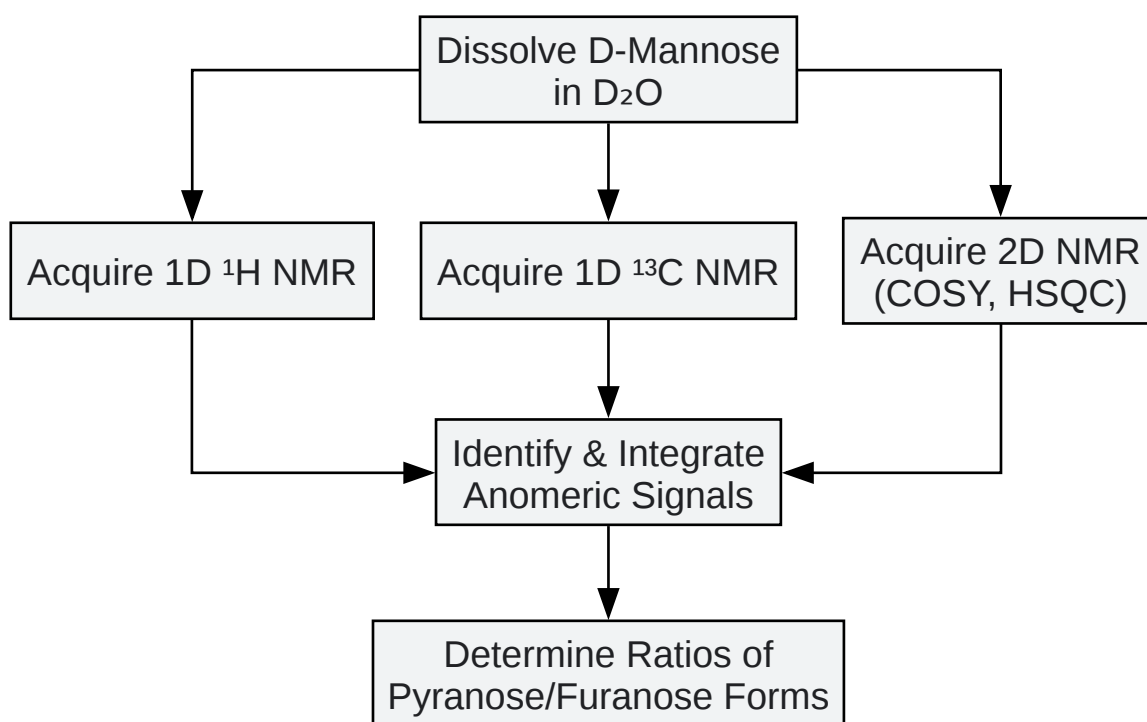 Dissolve D-Mannose
in D₂O
Acquire 1D ¹H NMR
Acquire 1D ¹³C NMR
Acquire 2D NMR
(COSY, HSQC)
Identify & Integrate
Anomeric Signals
Determine Ratios of
Pyranose/Furanose Forms